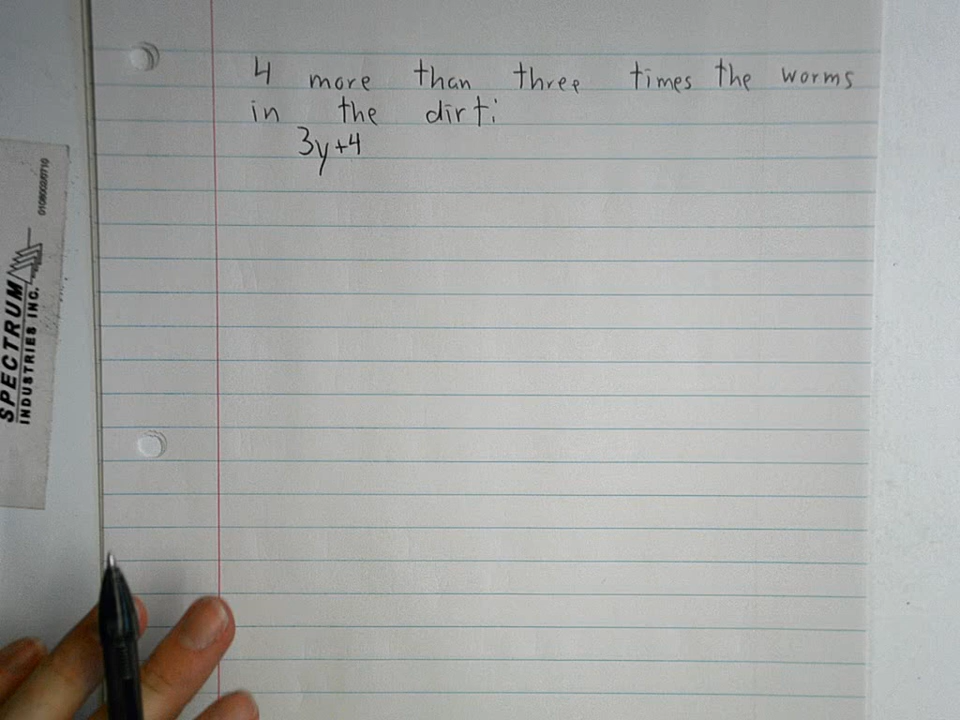 4 more than three times the worms
in the dirt:
3y+4
SPECTRUM
INDUSTRIES INC.